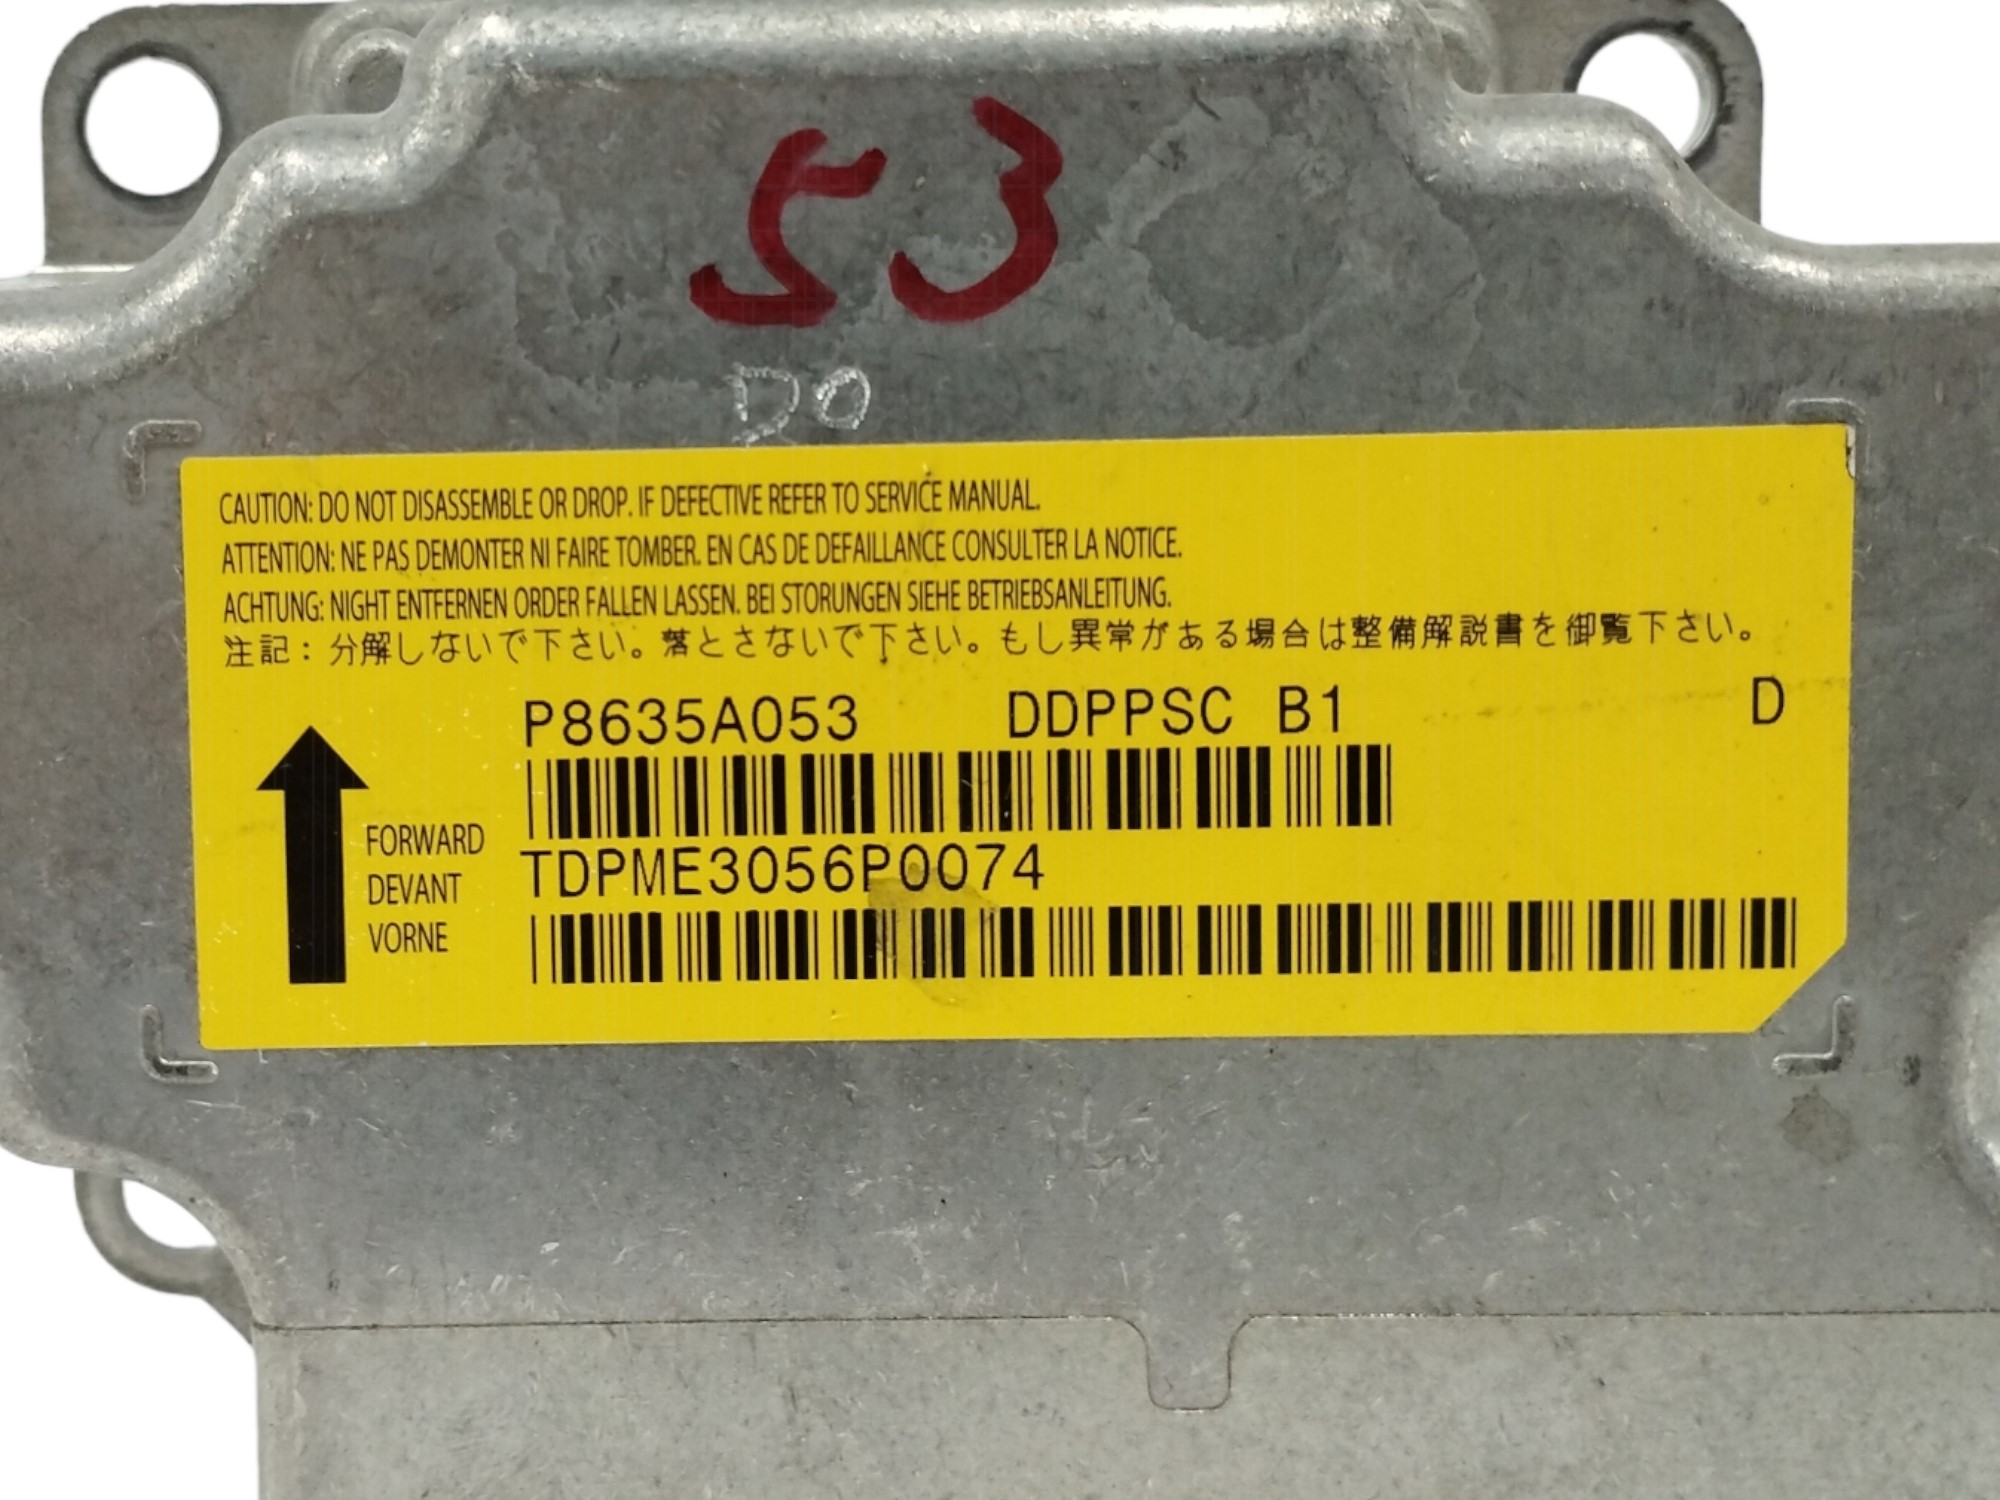 53
DO
CAUTION: DO NOT DISASSEMBLE OR DROP. IF DEFECTIVE REFER TO SERVICE MANUAL.
ATTENTION: NE PAS DEMONTER NI FAIRE TOMBER. EN CAS DE DEFAILLANCE CONSULTER LA NOTICE.
ACHTUNG: NIGHT ENTFERNEN ORDER FALLEN LASSEN. BEI STORUNGEN SIEHE BETRIEBSANLEITUNG.
注記：分解しないで下さい。落とさないで下さい。もし異常がある場合は整備解説書を御覧下さい。
P8635A053 DDPPSC B1 D
TDPME3056P0074
FORWARD
DEVANT
VORNE